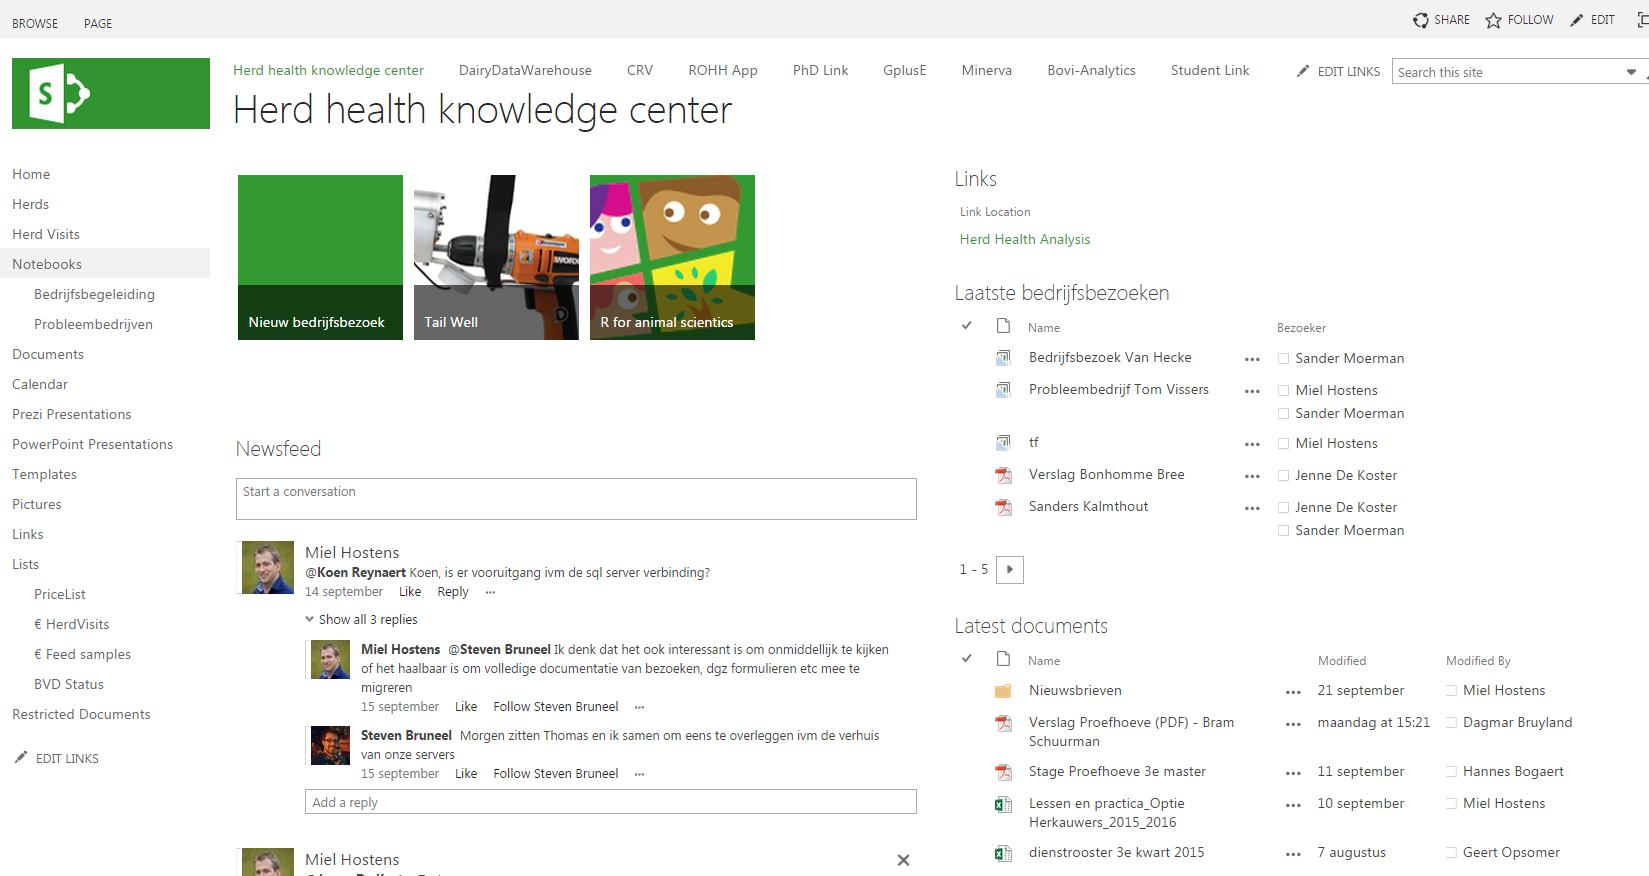 BROWSE PAGE
SHARE FOLLOW EDIT
S
Herd health knowledge center DairyDataWarehouse CRV ROHH App PhD Link GplusE Minerva Bovi-Analytics Student Link EDIT LINKS
Search this site
Herd health knowledge center
Home
Herds
Herd Visits
Notebooks
Bedrijfsbegeleiding
Probleembedrijven
Documents
Calendar
Prezi Presentations
PowerPoint Presentations
Templates
Pictures
Links
Lists
PriceList
€ HerdVisits
€ Feed samples
BVD Status
Restricted Documents
EDIT LINKS
Nieuw bedrijfsbezoek
Tail Well
R for animal scientics
Newsfeed
Start a conversation
Miel Hostens
@Koen Reynaert Koen, is er vooruitgang ivm de sql server verbinding?
14 september Like Reply ...
Show all 3 replies
Miel Hostens @Steven Bruneel Ik denk dat het ook interessant is om onmiddellijk te kijken
of het haalbaar is om volledige documentatie van bezoeken, dgz formulieren etc mee te
migreren
15 september Like Follow Steven Bruneel ...
Steven Bruneel Morgen zitten Thomas en ik samen om eens te overleggen ivm de verhuis
van onze servers
15 september Like Follow Steven Bruneel ...
Add a reply
Miel Hostens
Links
Link Location
Herd Health Analysis
Laatste bedrijfsbezoeken
Name Bezoeker
Bedrijfsbezoek Van Hecke ... Sander Moerman
Probleembedrijf Tom Vissers ... Miel Hostens
Sander Moerman
tf ... Miel Hostens
Verslag Bonhomme Bree ... Jenne De Koster
Sanders Kalmthout ... Jenne De Koster
Sander Moerman
1 - 5
Latest documents
Name Modified Modified By
Nieuwsbrieven ... 21 september Miel Hostens
Verslag Proefhoeve (PDF) - Bram ... maandag at 15:21 Dagmar Bruyland
Schuurman
Stage Proefhoeve 3e master ... 11 september Hannes Bogaert
Lessen en practica_Optie ... 10 september Miel Hostens
Herkauwers_2015_2016
dienstrooster 3e kwart 2015 ... 7 augustus Geert Opsomer